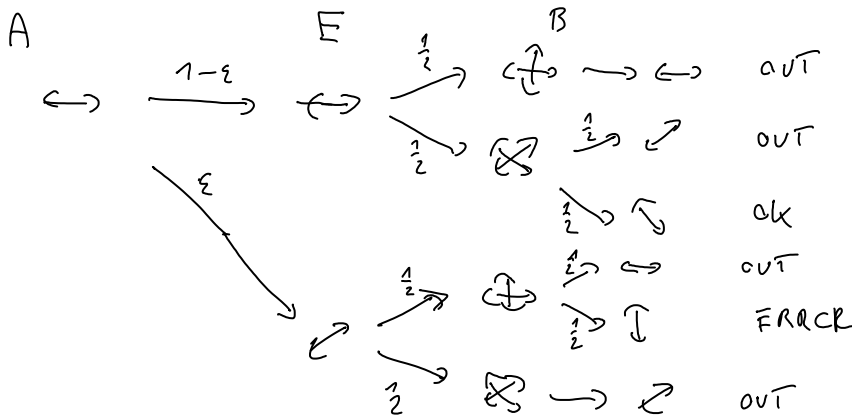 A E B
1-ε 1/2 OUT
1/2 1/2 OUT
ε 1/2 OK
1/2 1/2 OUT
1/2 ERROR
1/2 OUT